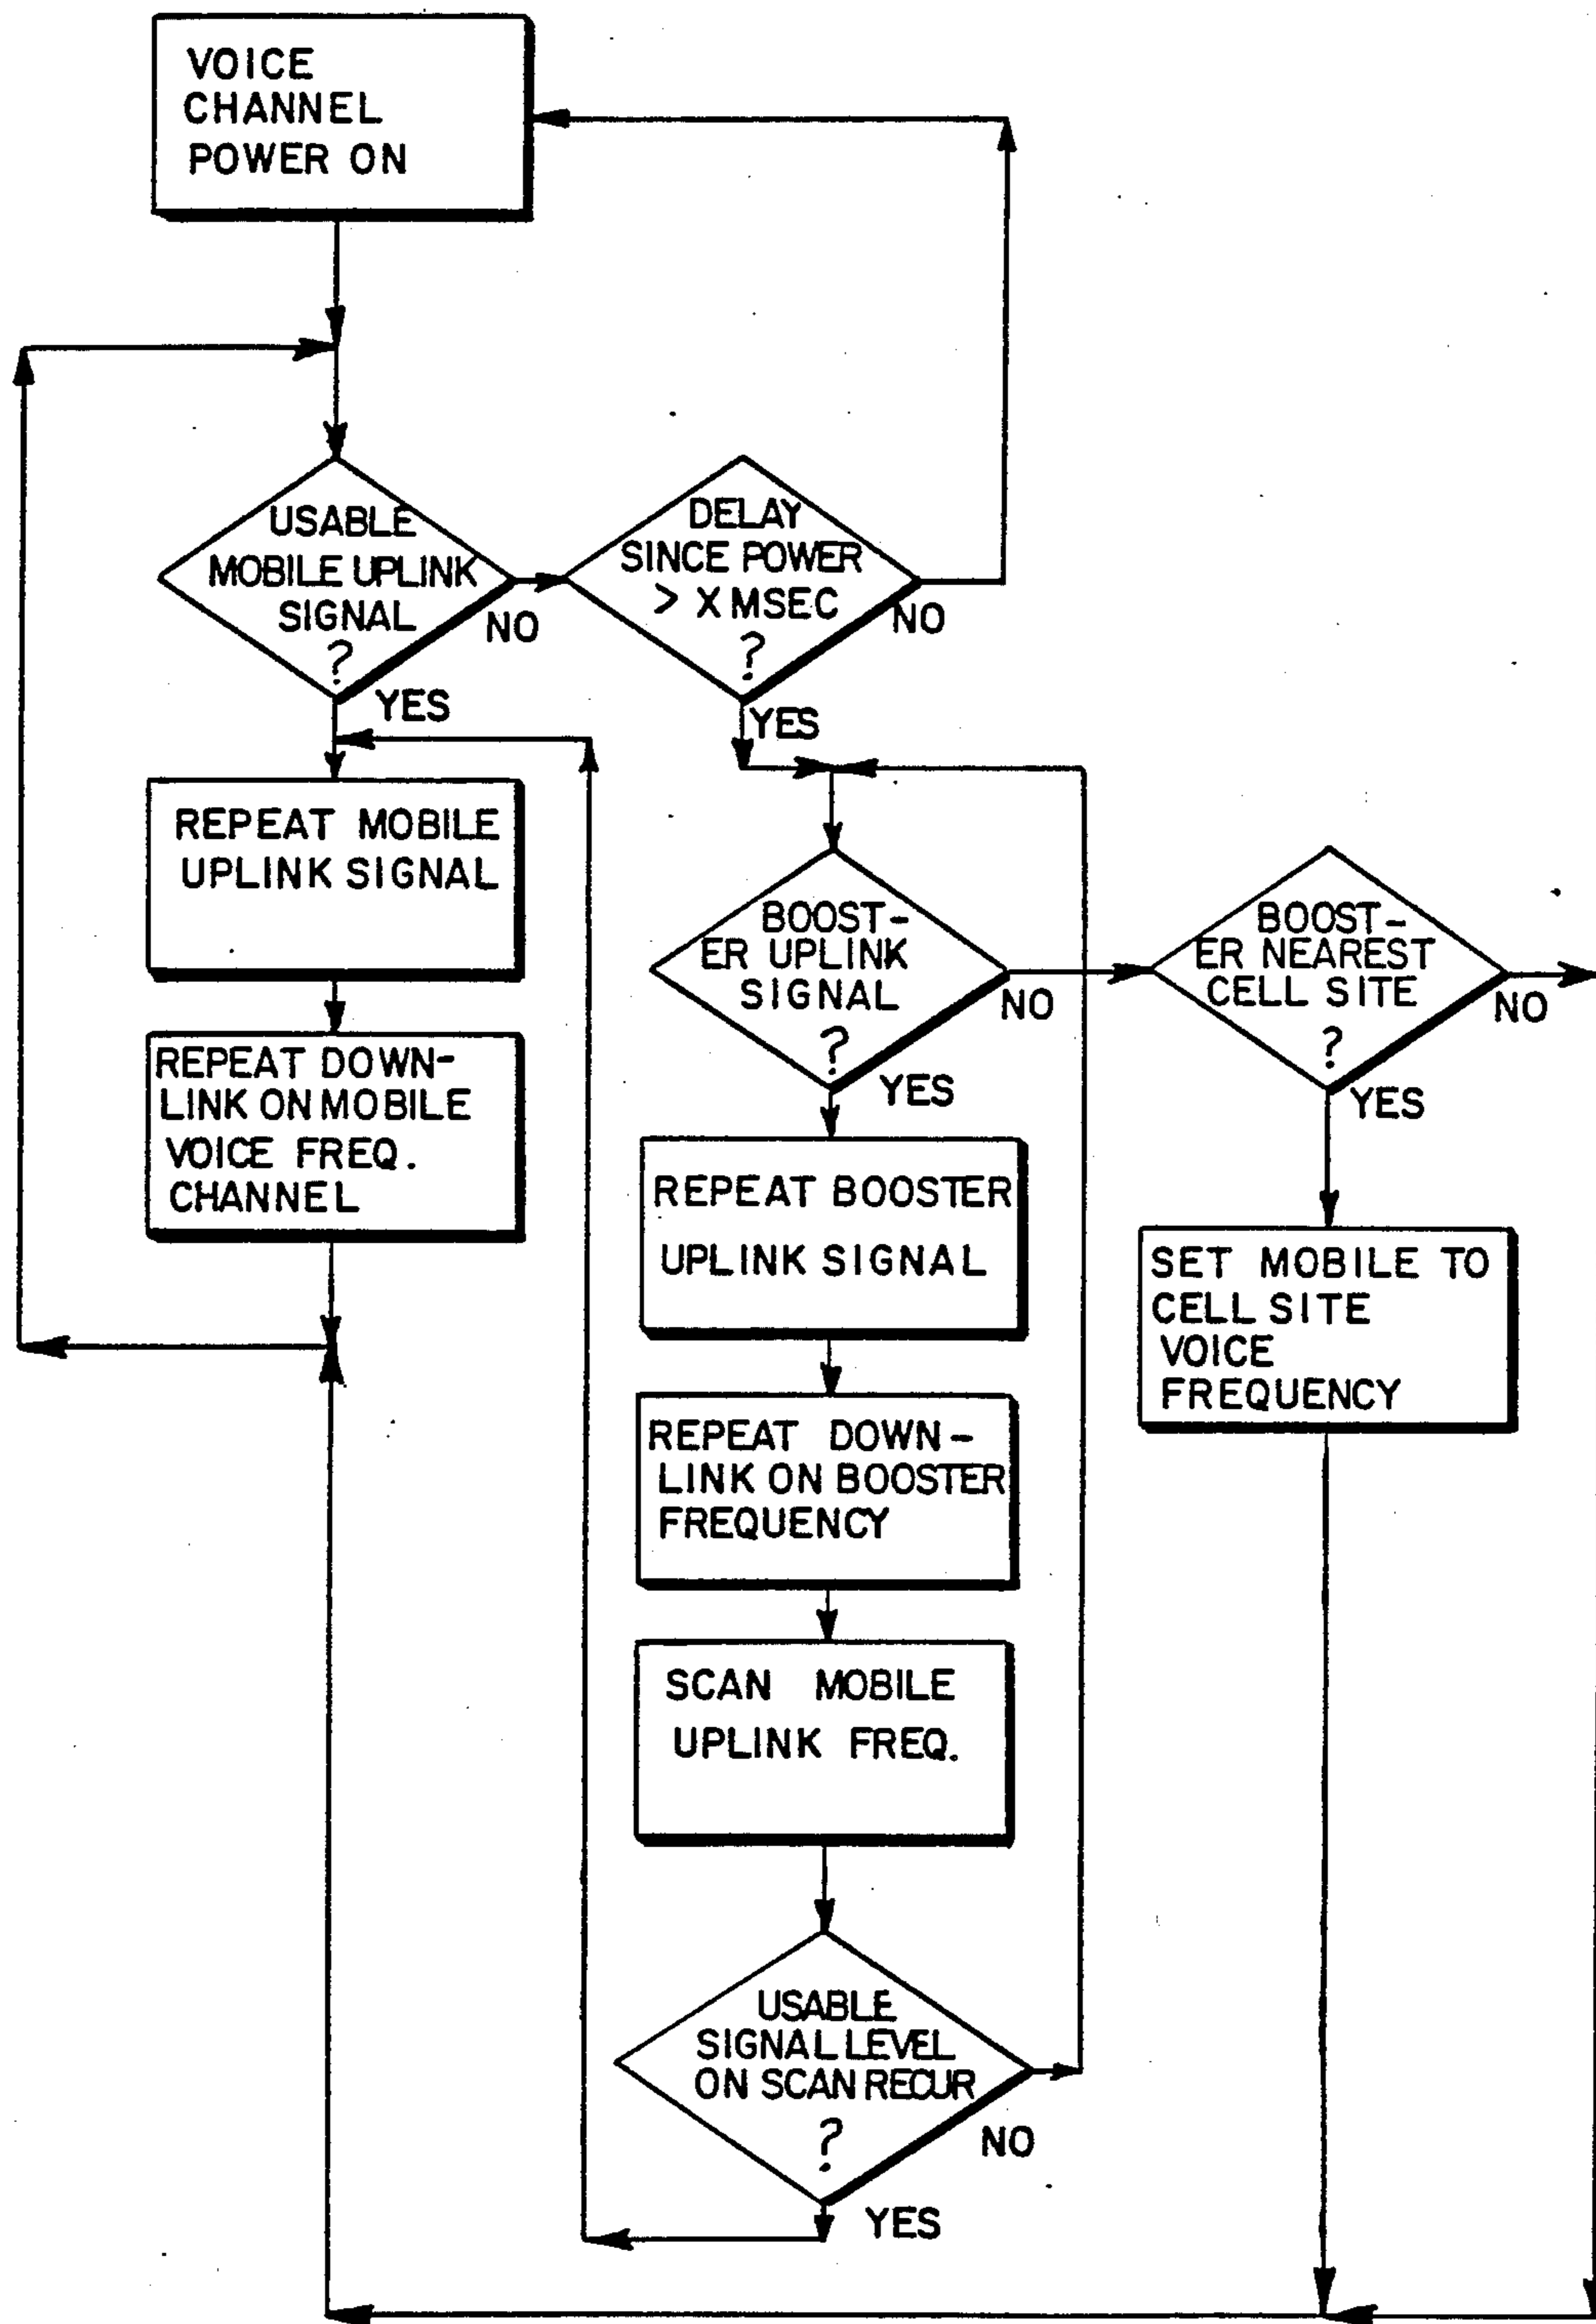 VOICE
CHANNEL
POWER ON
USABLE
MOBILE UPLINK
SIGNAL
?
NO
YES
DELAY
SINCE POWER
> X MSEC
?
NO
YES
REPEAT MOBILE
UPLINK SIGNAL
REPEAT DOWN-
LINK ON MOBILE
VOICE FREQ.
CHANNEL
BOOST-
ER UPLINK
SIGNAL
?
NO
YES
BOOST-
ER NEAREST
CELL SITE
?
NO
YES
REPEAT BOOSTER
UPLINK SIGNAL
SET MOBILE TO
CELL SITE
VOICE
FREQUENCY
REPEAT DOWN-
LINK ON BOOSTER
FREQUENCY
SCAN MOBILE
UPLINK FREQ.
USABLE
SIGNAL LEVEL
ON SCAN RECUR
?
NO
YES